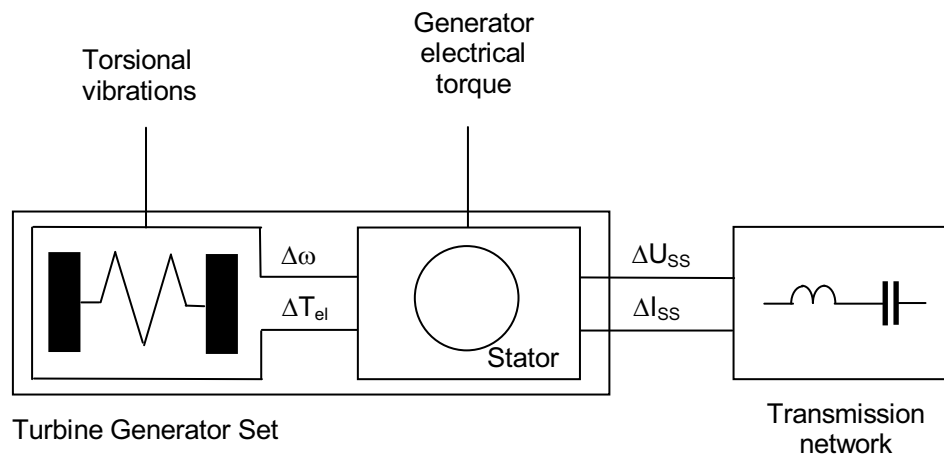 Generator
electrical
torque
Torsional
vibrations
Δω
ΔT_el
ΔU_SS
ΔI_SS
Stator
Turbine Generator Set
Transmission
network